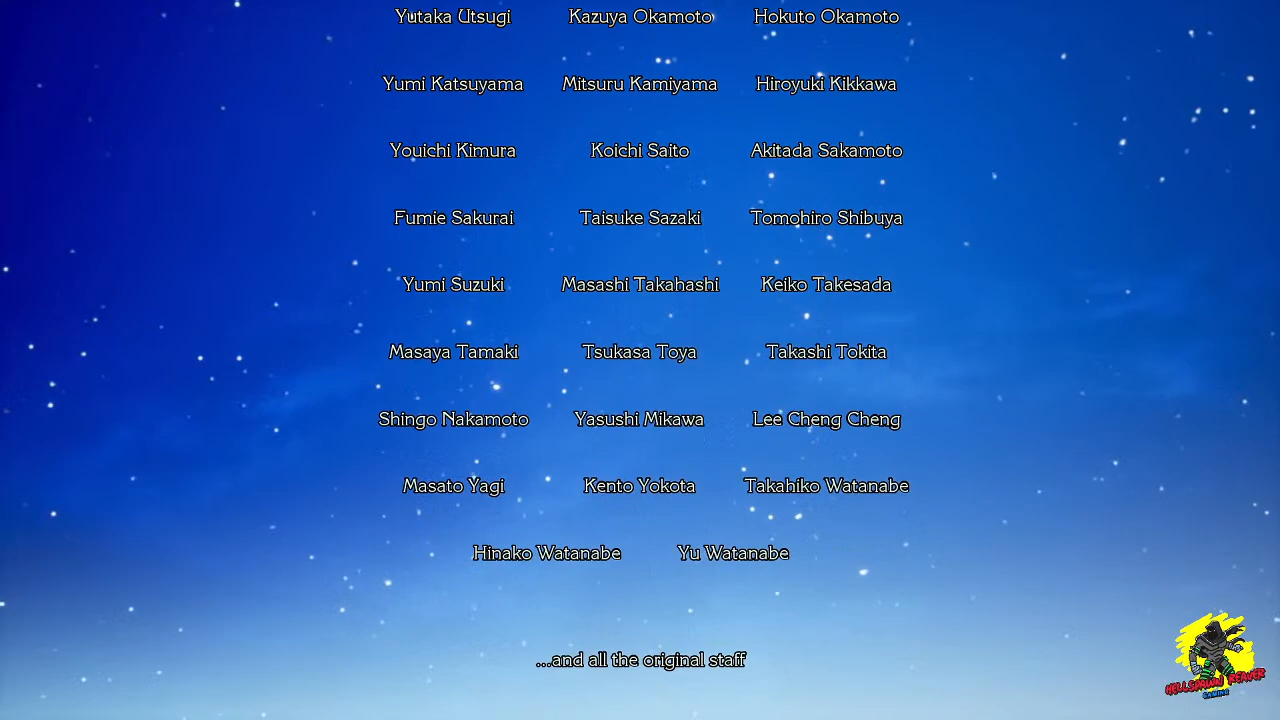 Yutaka Utsugi Kazuya Okamoto Hokuto Okamoto
Yumi Katsuyama Mitsuru Kamiyama Hiroyuki Kikkawa
Youichi Kimura Koichi Saito Akitada Sakamoto
Fumie Sakurai Taisuke Sazaki Tomohiro Shibuya
Yumi Suzuki Masashi Takahashi Keiko Takesada
Masaya Tamaki Tsukasa Toya Takashi Tokita
Shingo Nakamoto Yasushi Mikawa Lee Cheng Cheng
Masato Yagi Kento Yokota Takahiko Watanabe
Hinako Watanabe Yu Watanabe
...and all the original staff
HELLSPAWN REAVER
GAMING